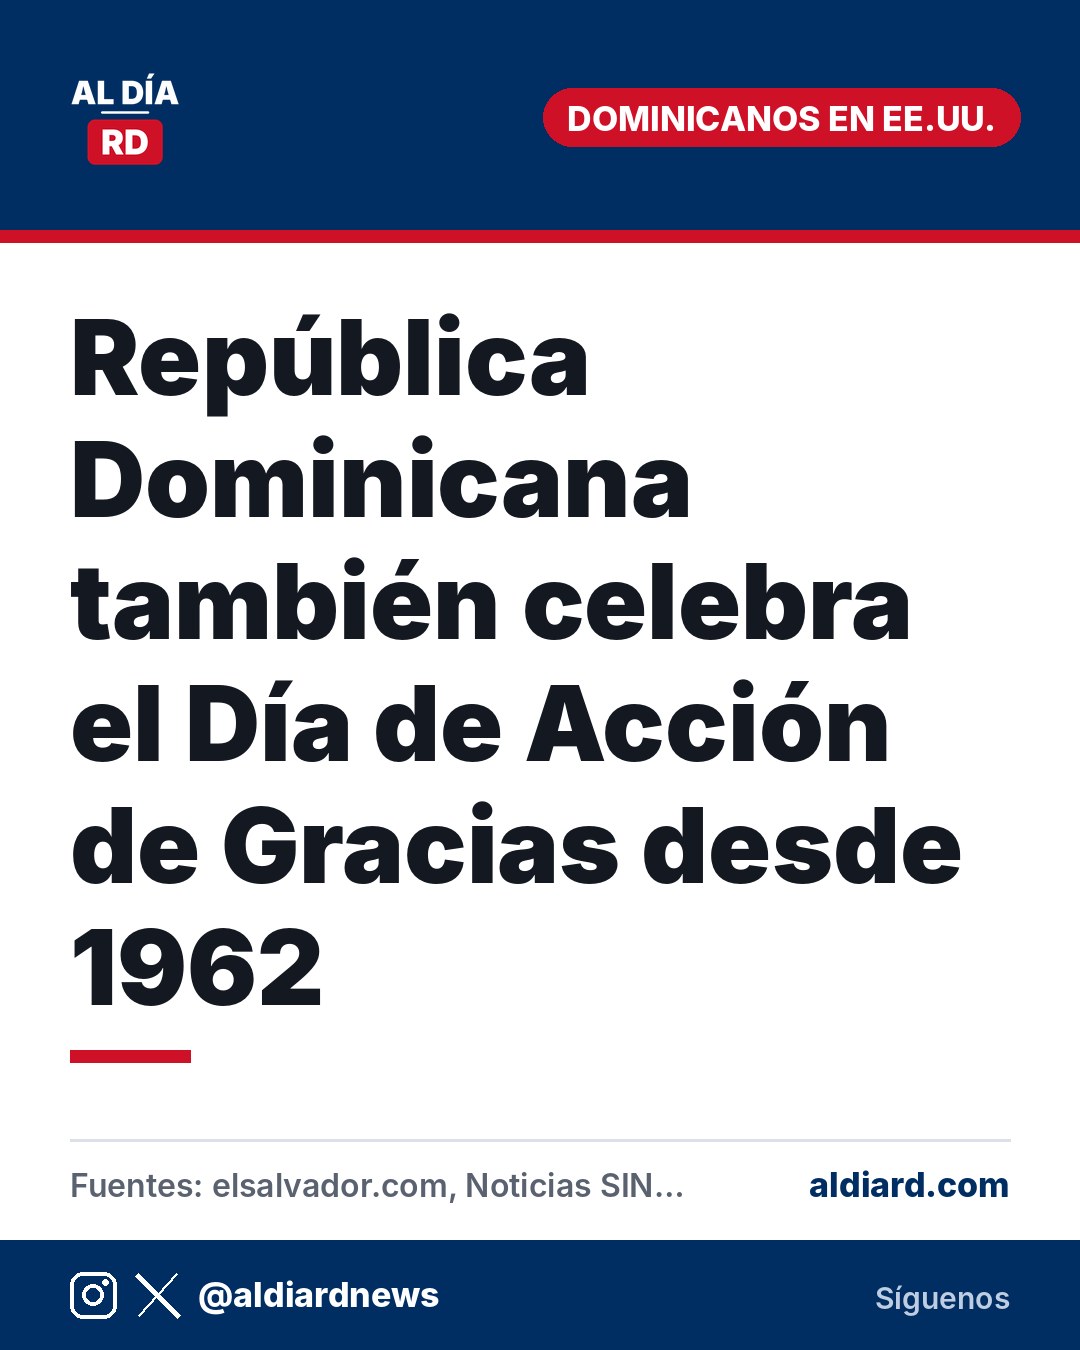 AL DÍA
RD
DOMINICANOS EN EE.UU.
República
Dominicana
también celebra
el Día de Acción
de Gracias desde
1962
Fuentes: elsalvador.com, Noticias SIN...
aldiard.com
@aldiardnews
Síguenos